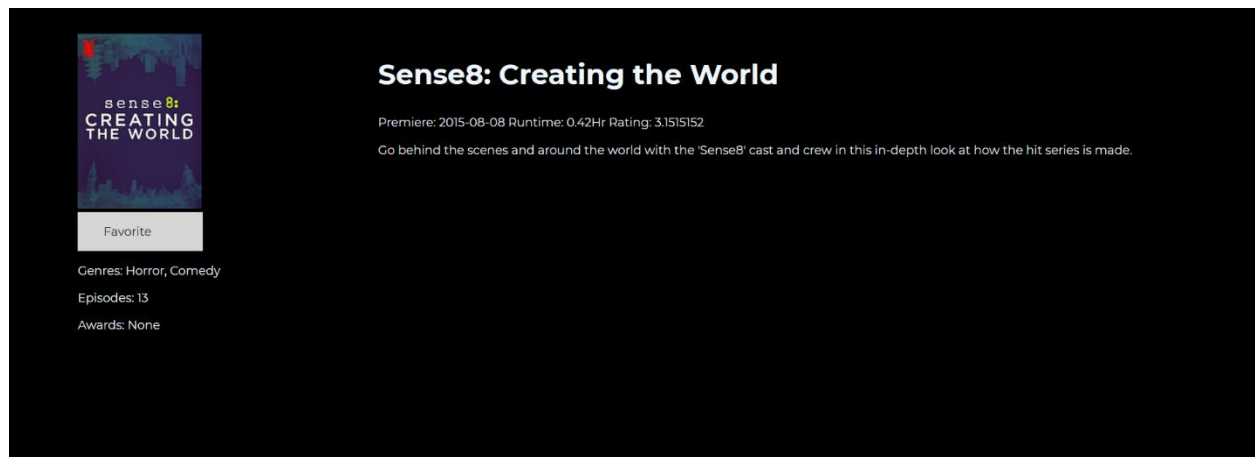 N
sense8:
CREATING
THE WORLD
Favorite
Genres: Horror, Comedy
Episodes: 13
Awards: None
Sense8: Creating the World
Premiere: 2015-08-08 Runtime: 0.42Hr Rating: 3.1515152
Go behind the scenes and around the world with the 'Sense8' cast and crew in this in-depth look at how the hit series is made.